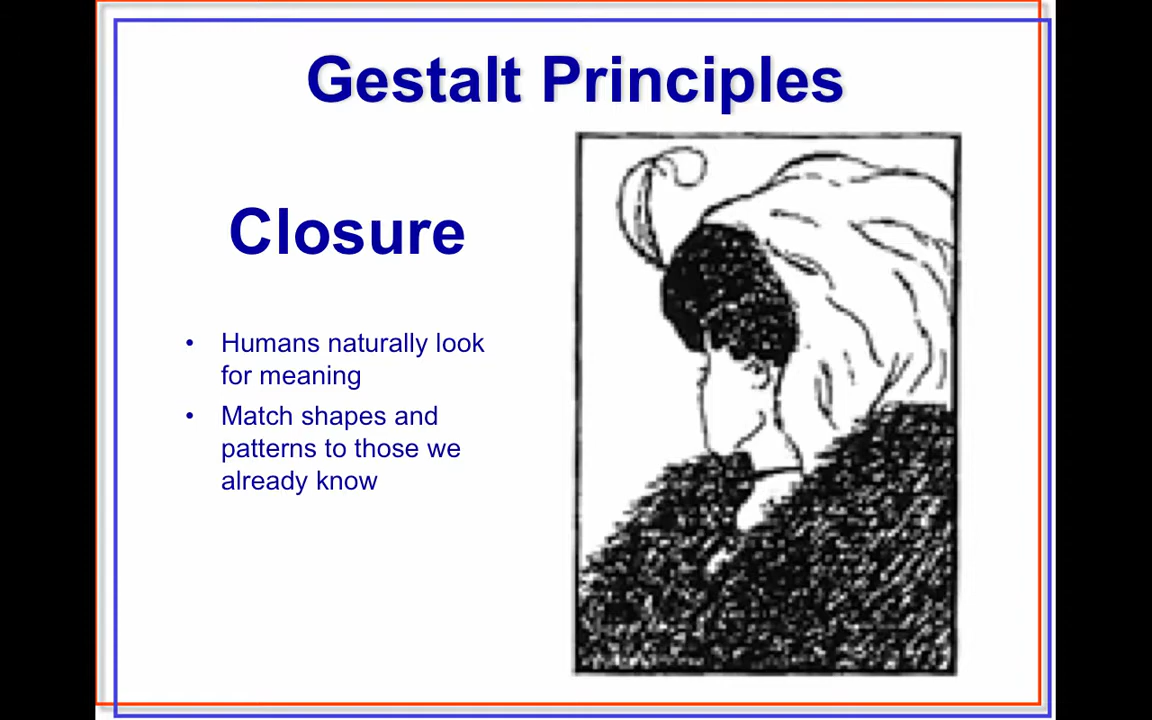 Gestalt Principles
Closure
• Humans naturally look
for meaning
• Match shapes and
patterns to those we
already know